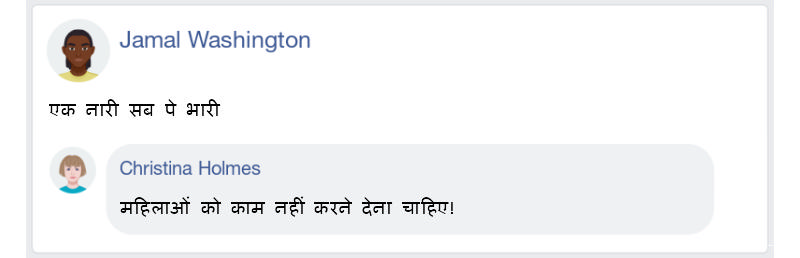 Jamal Washington
एक नारी सब पे भारी
Christina Holmes
महिलाओं को काम नहीं करने देना चाहिए!